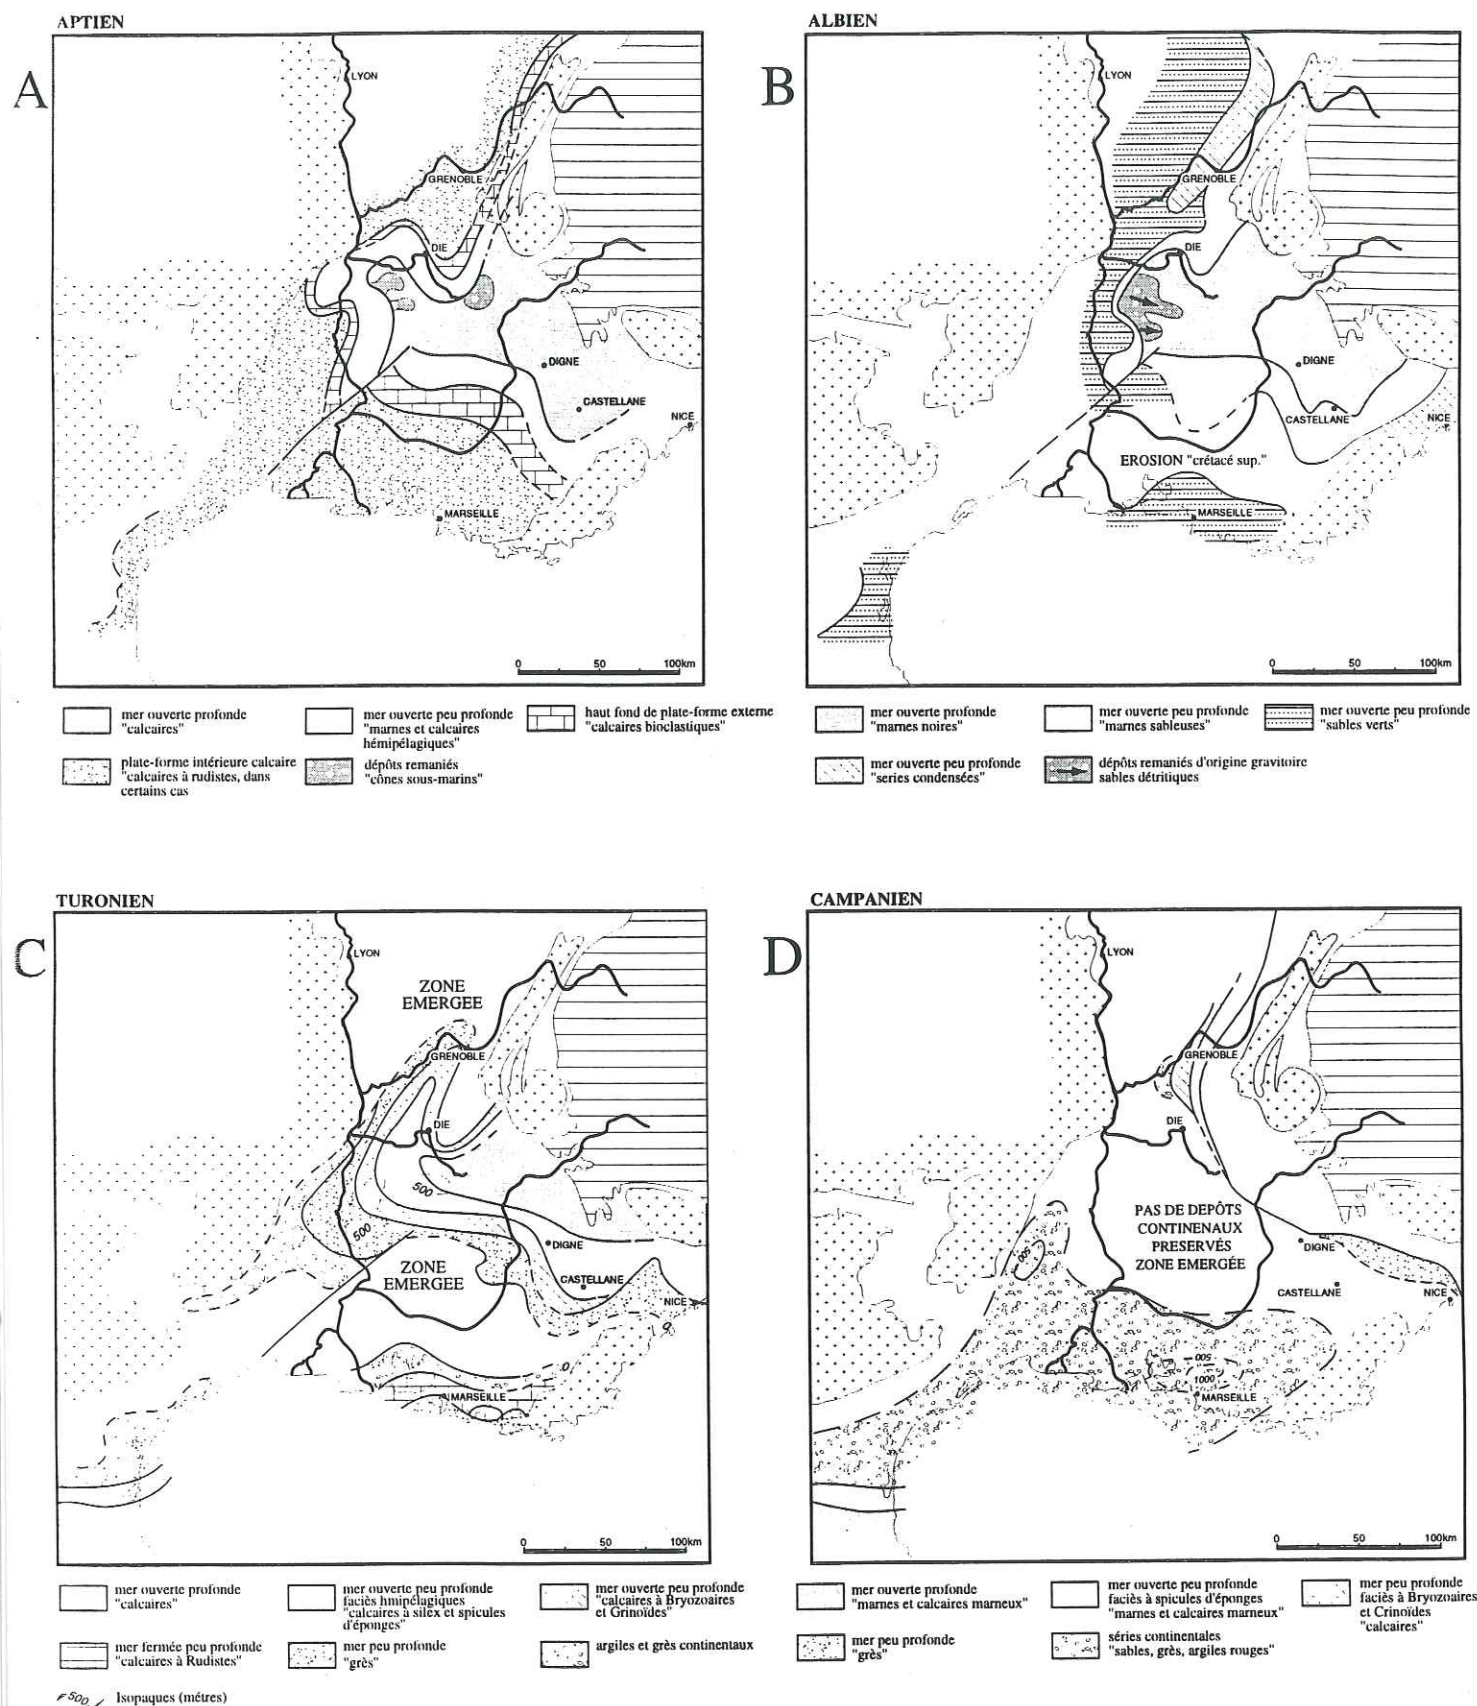 APTIEN
A
LYON
GRENOBLE
DIE
DIGNE
CASTELLANE
NICE
MARSEILLE
0 50 100km
mer ouverte profonde
"calcaires"
mer ouverte peu profonde
"marnes et calcaires
hémipélagiques"
haut fond de plate-forme externe
"calcaires bioclastiques"
plate-forme intérieure calcaire
"calcaires à rudistes, dans
certains cas
dépôts remaniés
"cônes sous-marins"
ALBIEN
B
LYON
GRENOBLE
DIE
DIGNE
CASTELLANE
NICE
EROSION "crétacé sup."
MARSEILLE
0 50 100km
mer ouverte profonde
"marnes noires"
mer ouverte peu profonde
"marnes sableuses"
mer ouverte peu profonde
"sables verts"
mer ouverte peu profonde
"series condensées"
dépôts remaniés d'origine gravitoire
sables détritiques
TURONIEN
C
LYON
ZONE
EMERGEE
GRENOBLE
DIE
500
500
DIGNE
ZONE
EMERGEE
CASTELLANE
NICE
0
0
MARSEILLE
0 50 100km
mer ouverte profonde
"calcaires"
mer ouverte peu profonde
faciès hmipélagiques
"calcaires à silex et spicules
d'éponges"
mer ouverte peu profonde
"calcaires à Bryozoaires
et Grinoïdes"
mer fermée peu profonde
"calcaires à Rudistes"
mer peu profonde
"grès"
argiles et grès continentaux
500 Isopaques (métres)
CAMPANIEN
D
LYON
GRENOBLE
DIE
PAS DE DEPÔTS
CONTINENAUX
PRESERVÉS
ZONE EMERGÉE
500
DIGNE
CASTELLANE
NICE
500
1000
MARSEILLE
0 50 100km
mer ouverte profonde
"marnes et calcaires marneux"
mer ouverte peu profonde
faciès à spicules d'éponges
"marnes et calcaires marneux"
mer peu profonde
faciès à Bryozoaires
et Crinoïdes
"calcaires"
mer peu profonde
"grès"
séries continentales
"sables, grès, argiles rouges"